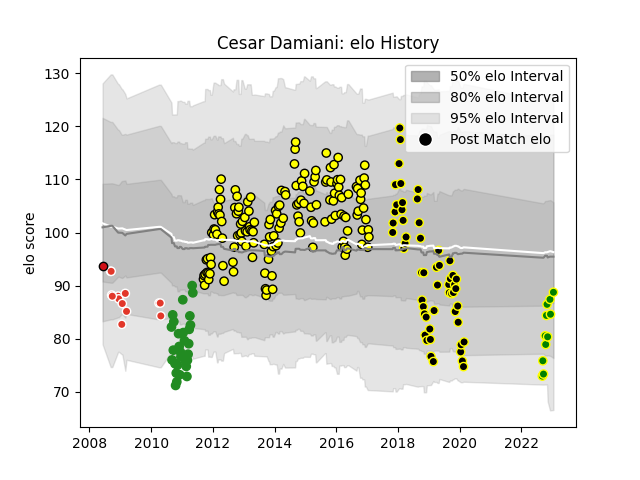 Cesar Damiani: elo History
50% elo Interval
80% elo Interval
95% elo Interval
Post Match elo
elo score
130
120
110
100
90
80
70
2008
2010
2012
2014
2016
2018
2020
2022